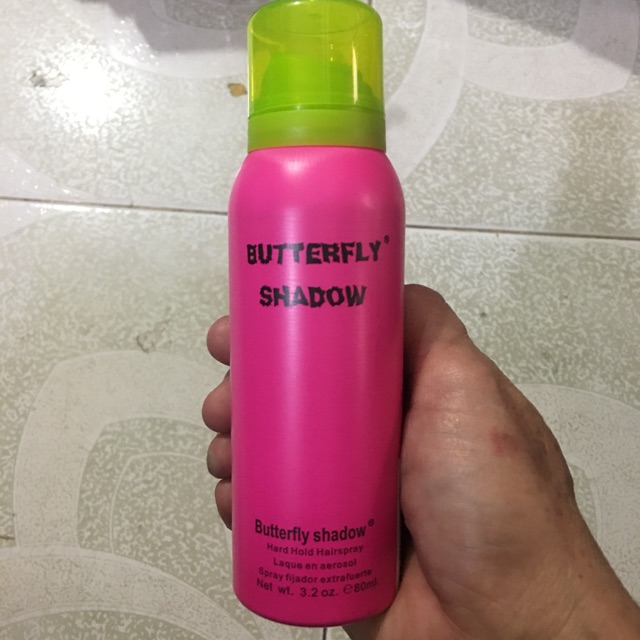 BUTTERFLY®
SHADOW
Butterfly shadow®
Hard Hold Hairspray
Laque en aerosol
Spray fijador extrafuerte
Net wt. 3.2 oz. ℮80ml.